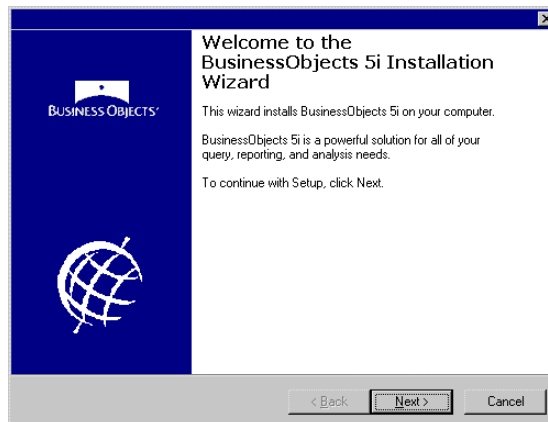 Welcome to the
BusinessObjects 5i Installation
Wizard
BUSINESS OBJECTS
This wizard installs BusinessObjects 5i on your computer.
BusinessObjects 5i is a powerful solution for all of your
query, reporting, and analysis needs.
To continue with Setup, click Next.
< Back
Next >
Cancel